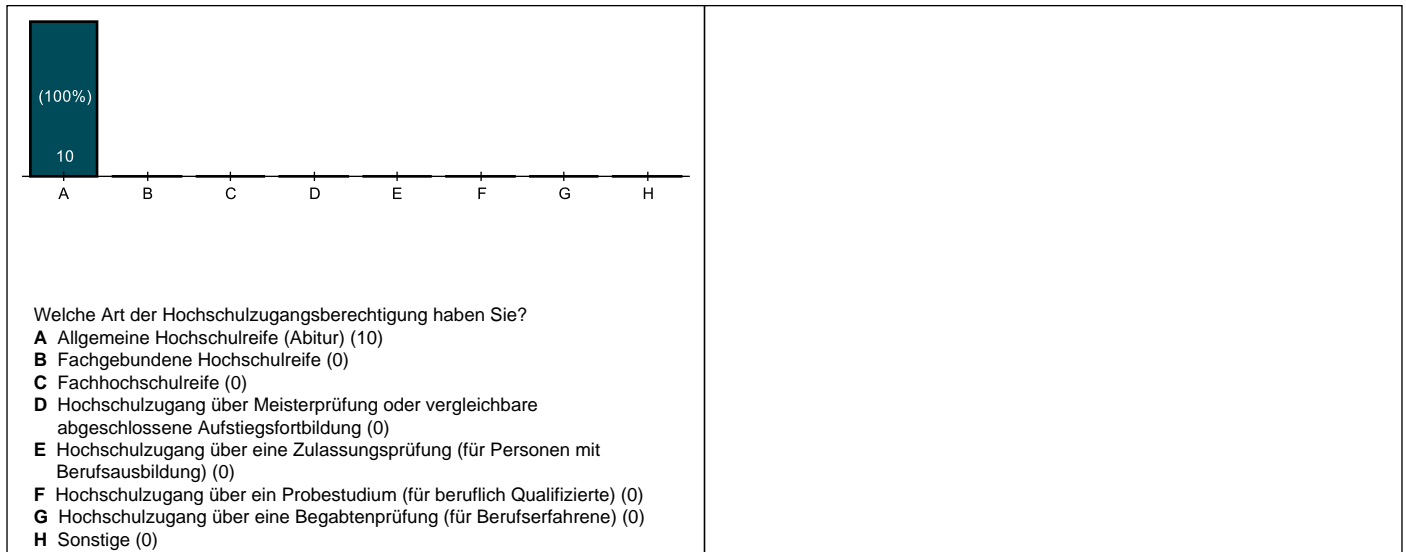 (100%)
10
A B C D E F G H
Welche Art der Hochschulzugangsberechtigung haben Sie?
A Allgemeine Hochschulreife (Abitur) (10)
B Fachgebundene Hochschulreife (0)
C Fachhochschulreife (0)
D Hochschulzugang über Meisterprüfung oder vergleichbare
abgeschlossene Aufstiegsfortbildung (0)
E Hochschulzugang über eine Zulassungsprüfung (für Personen mit
Berufsausbildung) (0)
F Hochschulzugang über ein Probestudium (für beruflich Qualifizierte) (0)
G Hochschulzugang über eine Begabtenprüfung (für Berufserfahrene) (0)
H Sonstige (0)